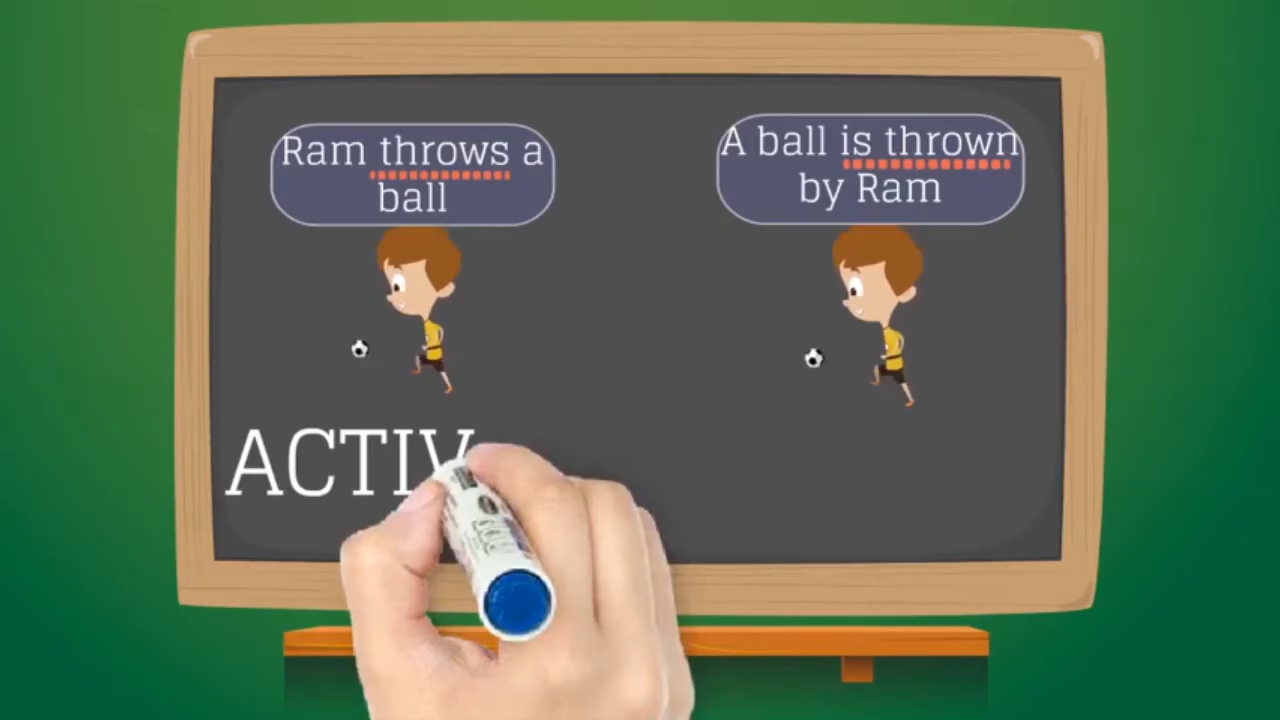 Ram throws a
ball
A ball is thrown
by Ram
ACTIV